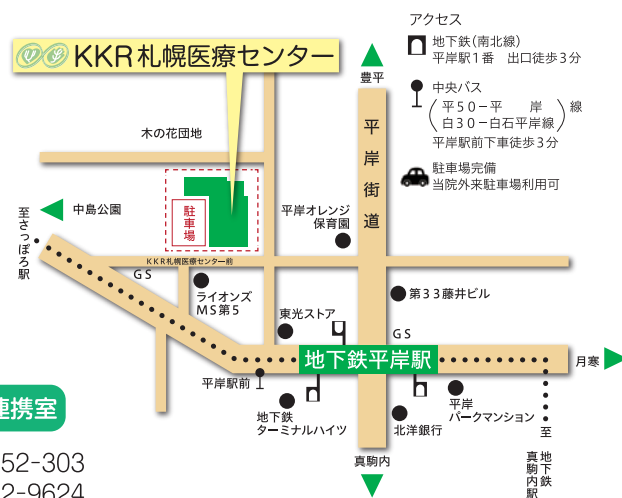 アクセス
地下鉄(南北線)
平岸駅1番 出口徒歩3分
中央バス
平50−平 岸
白30−白石平岸線
線
平岸駅前下車徒歩3分
駐車場完備
当院外来駐車場利用可
KKR札幌医療センター
豊平
平岸街道
木の花団地
中島公園
駐車場
平岸オレンジ
保育園
至さっぽろ駅
KKR札幌医療センター前
GS
ライオンズ
MS第5
第33藤井ビル
東光ストア
GS
地下鉄平岸駅
月寒
平岸駅前
地下鉄
ターミナルハイツ
北洋銀行
平岸
パークマンション
至 地下鉄
真駒内駅
真駒内
連携室
52-303
2-9624